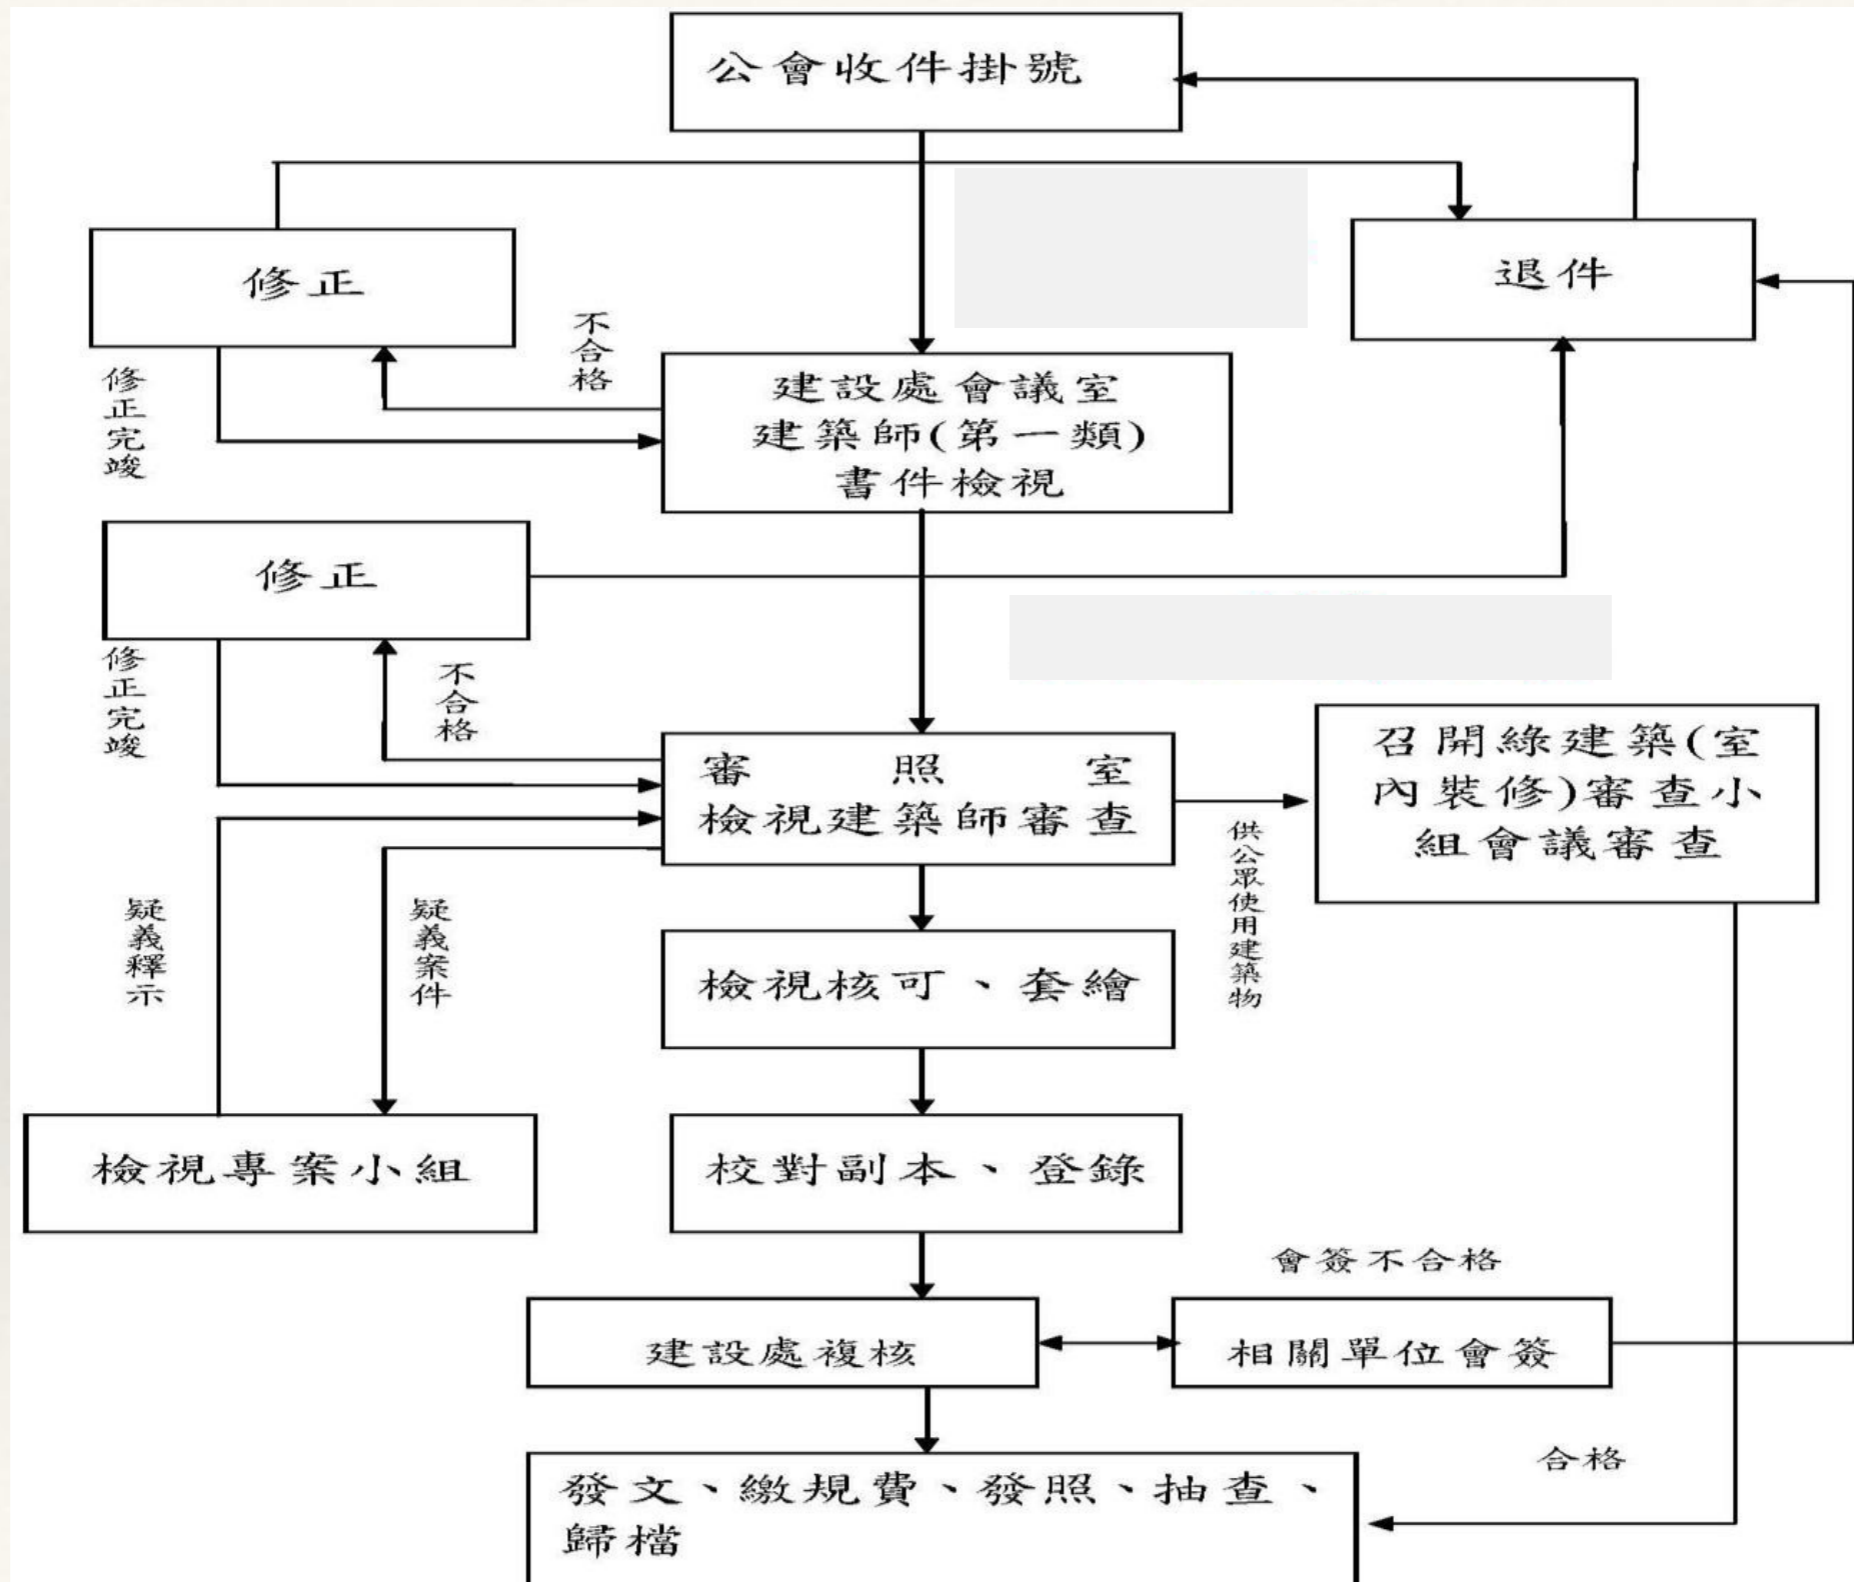 公會收件掛號
修正
退件
不合格
修正完竣
建設處會議室
建築師(第一類)
書件檢視
修正
修正完竣
不合格
審照室
檢視建築師審查
召開綠建築(室
內裝修)審查小
組會議審查
供公眾使用建築物
疑義釋示
疑義案件
檢視核可、套繪
檢視專案小組
校對副本、登錄
會簽不合格
建設處複核
相關單位會簽
合格
發文、繳規費、發照、抽查、
歸檔